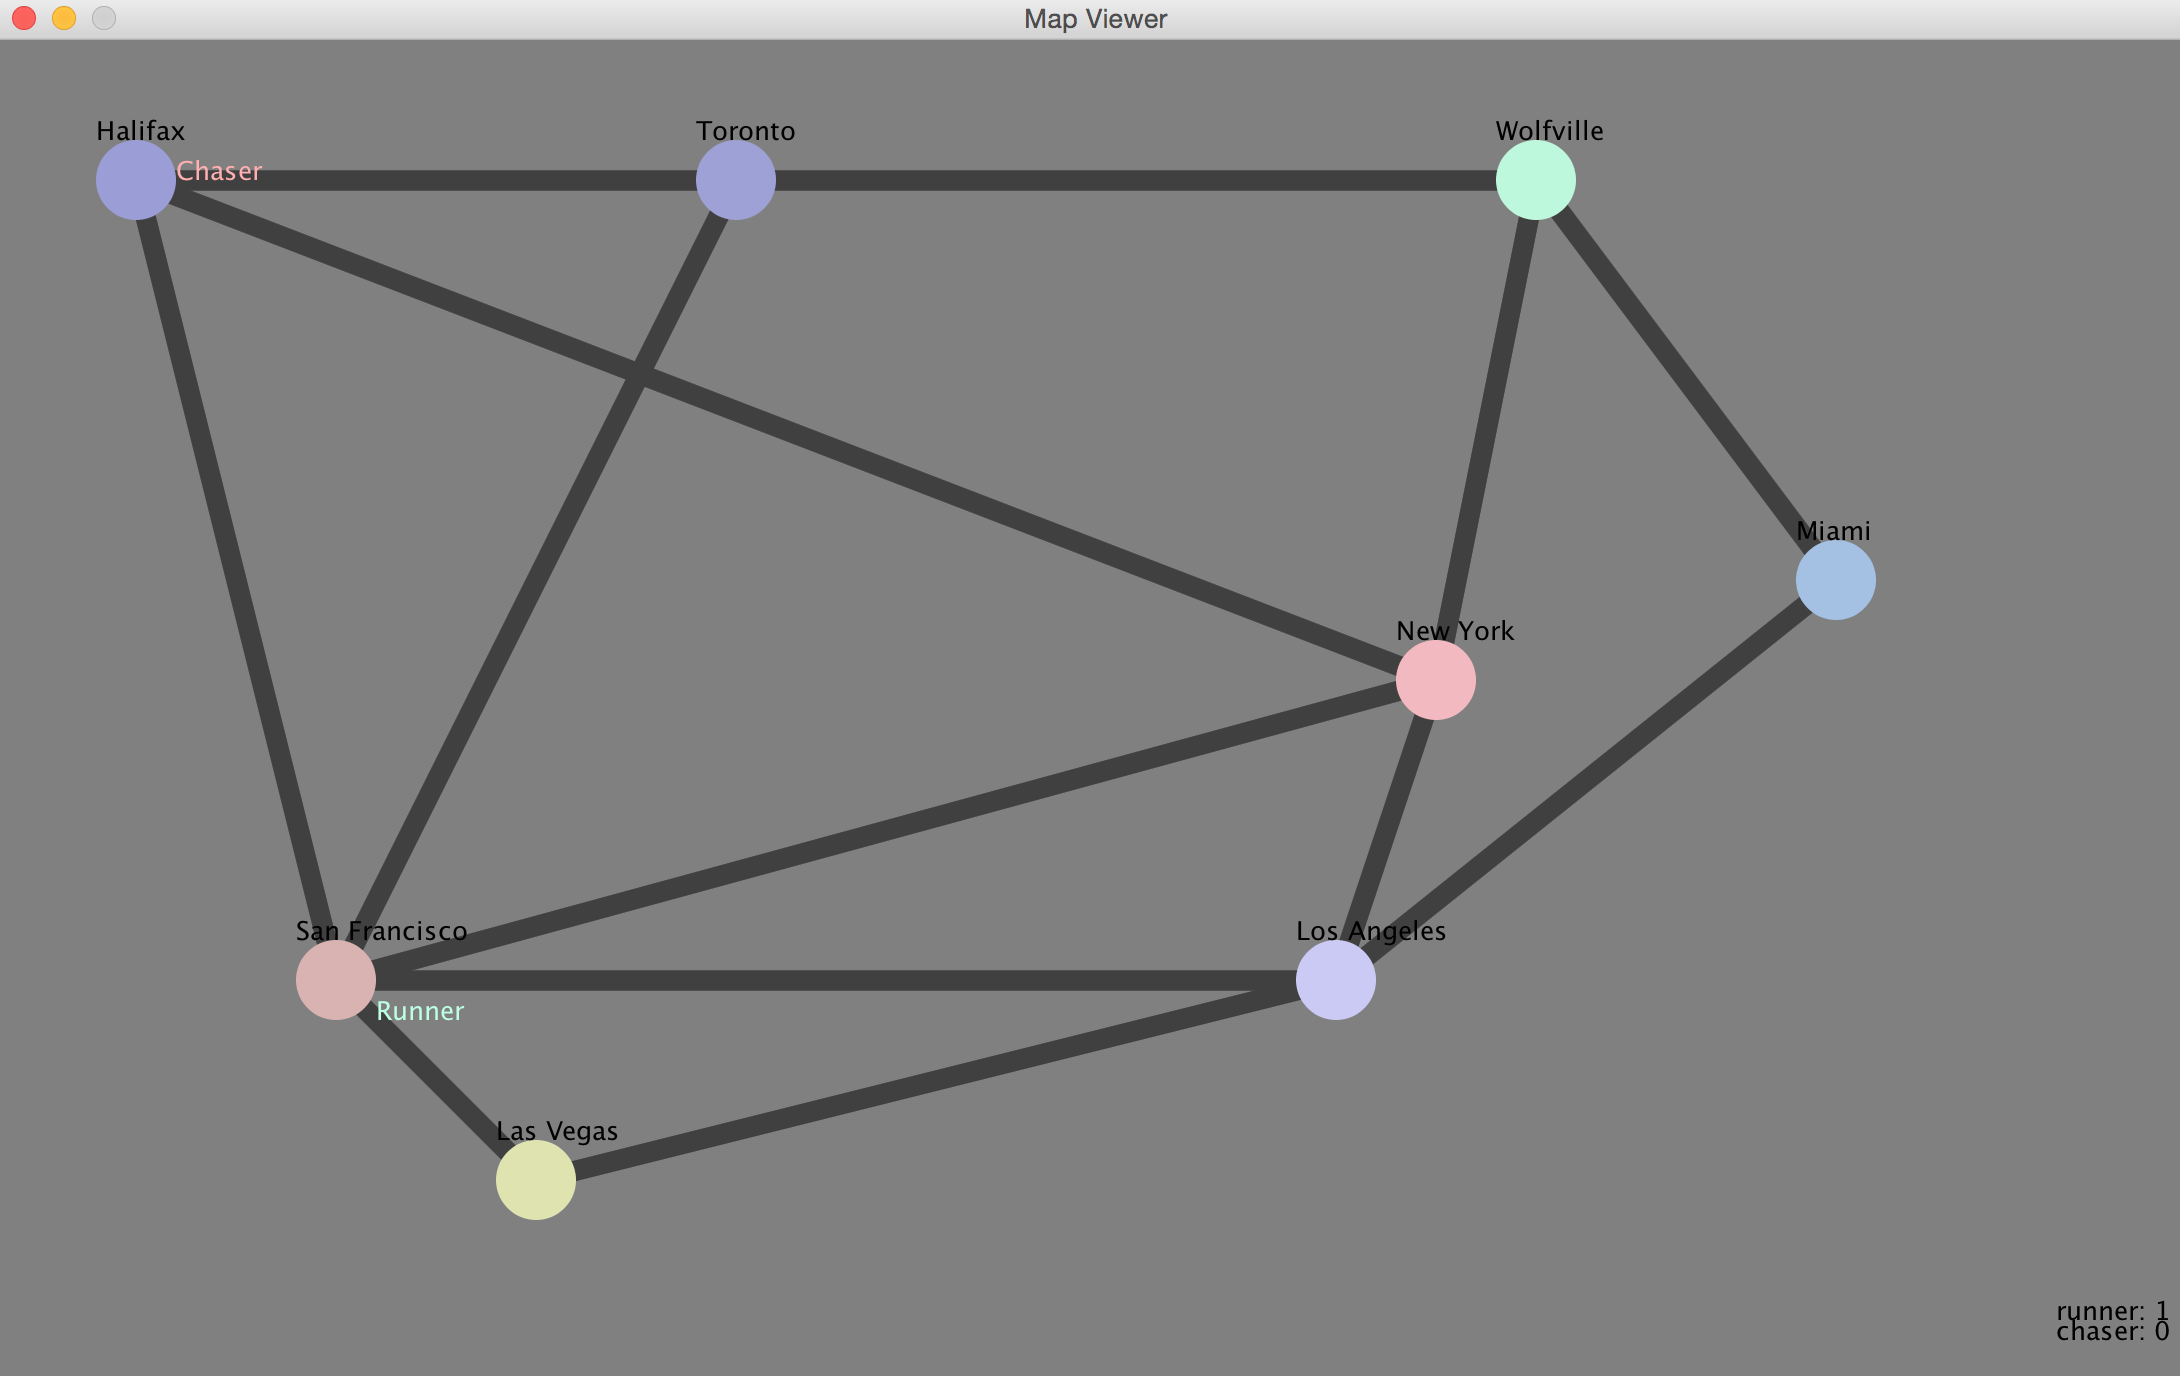 Map Viewer
Halifax
Toronto
Wolfville
Chaser
Miami
New York
San Francisco
Los Angeles
Runner
Las Vegas
runner: 1
chaser: 0